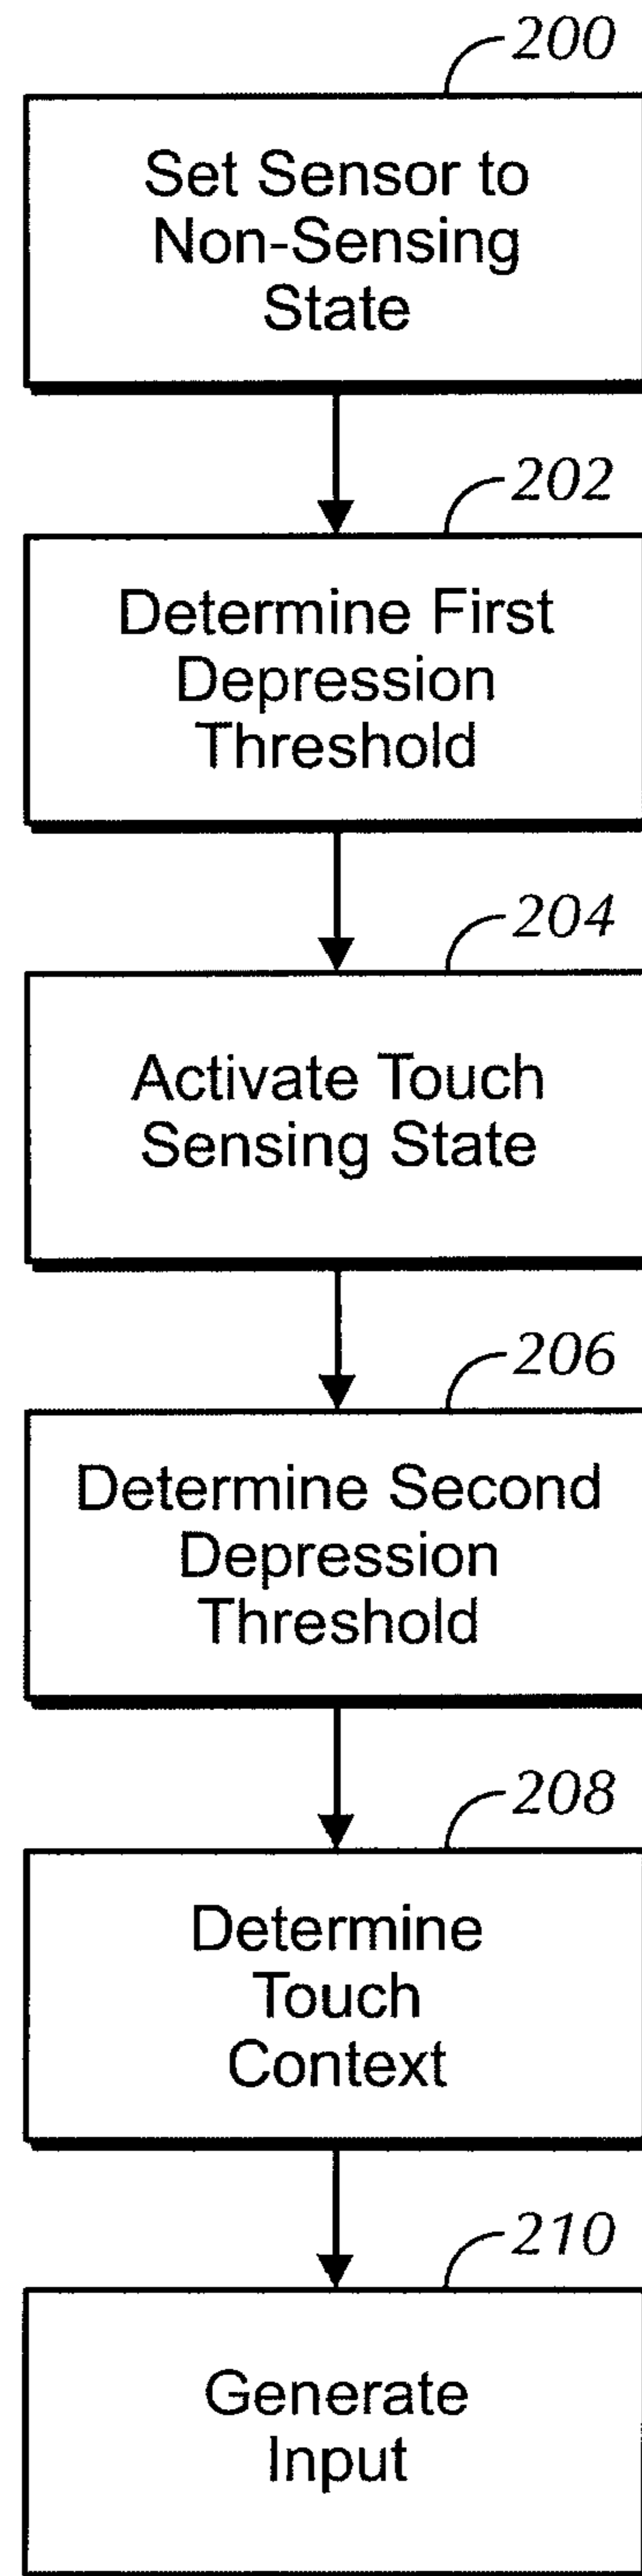 200
Set Sensor to
Non-Sensing
State
202
Determine First
Depression
Threshold
204
Activate Touch
Sensing State
206
Determine Second
Depression
Threshold
208
Determine
Touch
Context
210
Generate
Input